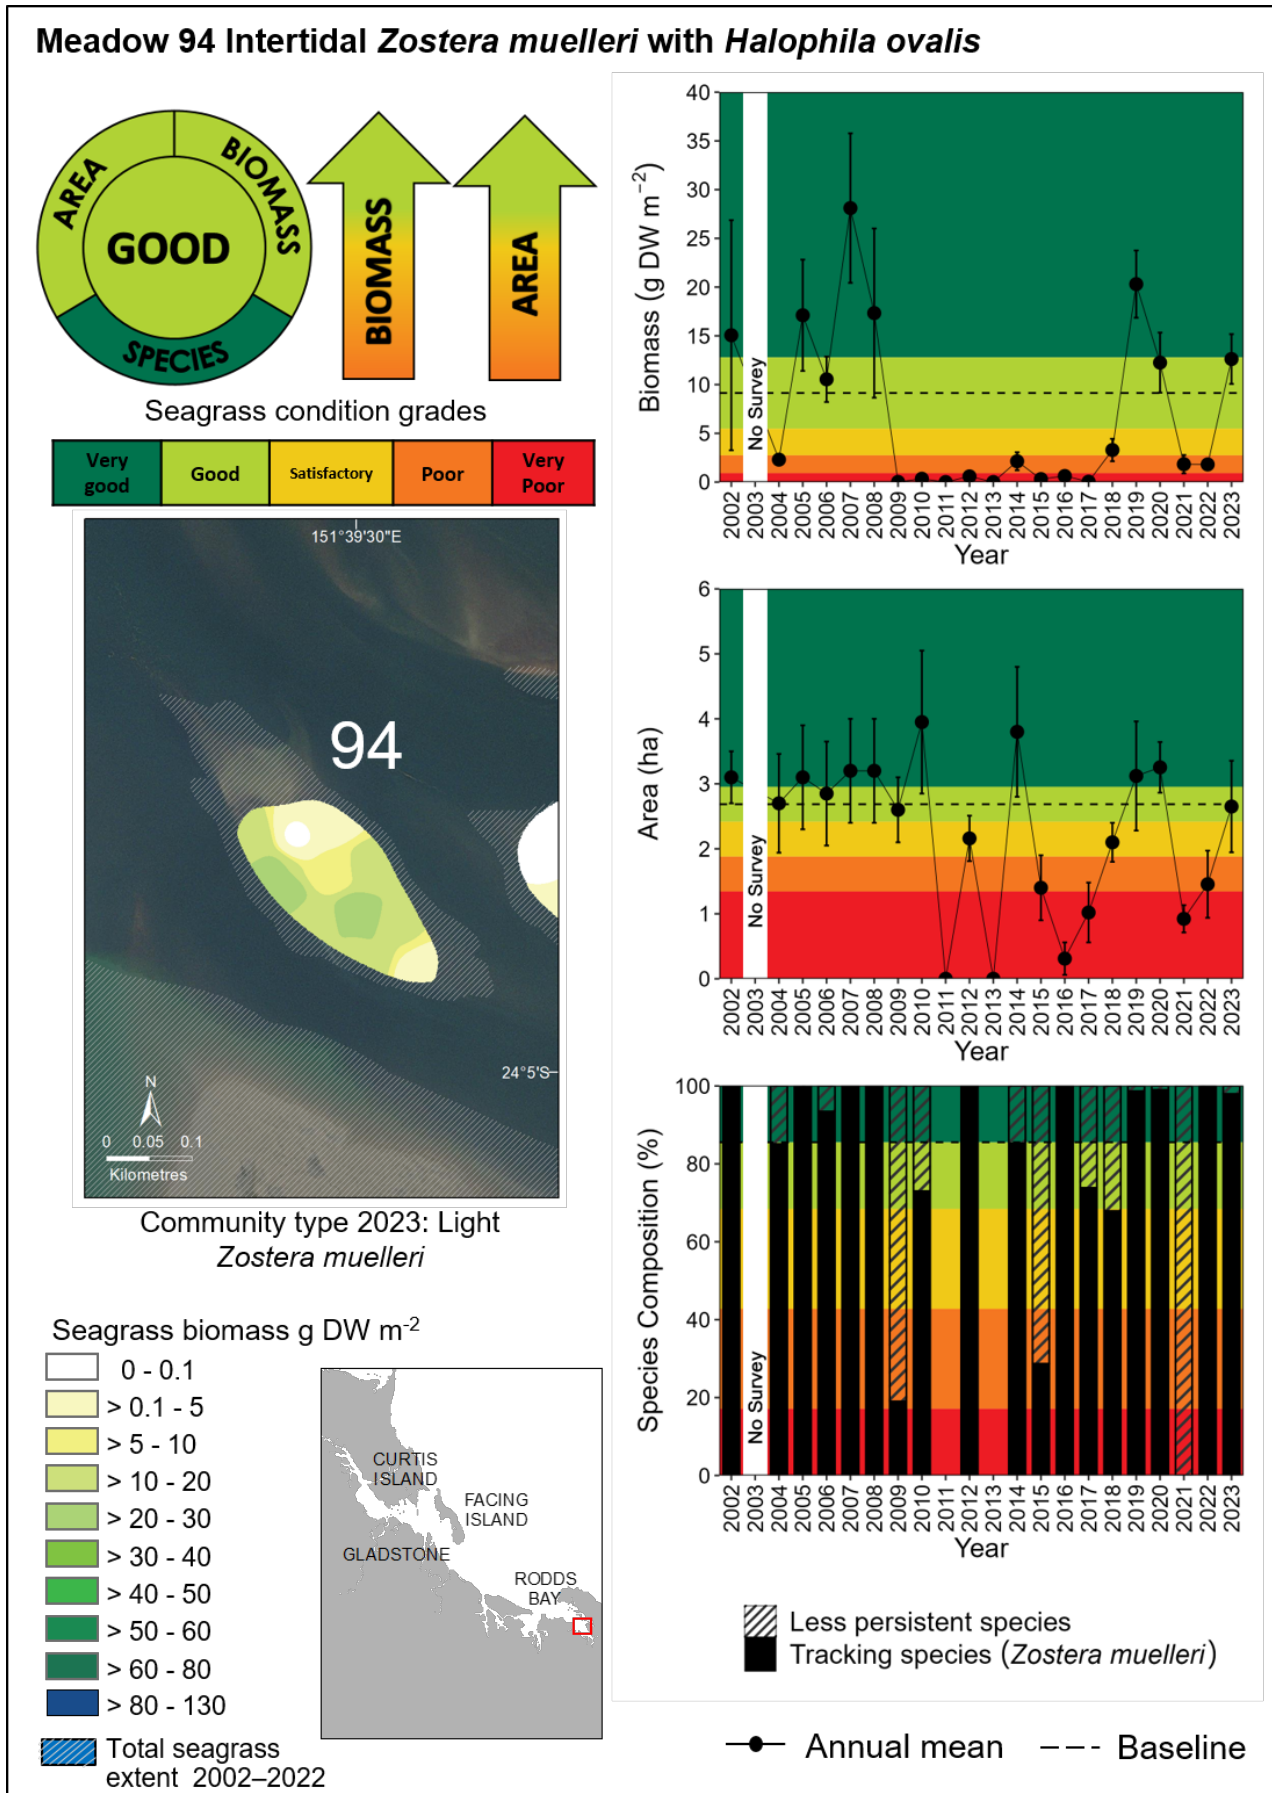 Meadow 94 Intertidal Zostera muelleri with Halophila ovalis
AREA
BIOMASS
GOOD
SPECIES
BIOMASS
AREA
Seagrass condition grades
Very good
Good
Satisfactory
Poor
Very Poor
151°39'30"E
94
24°5'S
N
0 0.05 0.1
Kilometres
Community type 2023: Light
Zostera muelleri
Seagrass biomass g DW m-2
0 - 0.1
> 0.1 - 5
> 5 - 10
> 10 - 20
> 20 - 30
> 30 - 40
> 40 - 50
> 50 - 60
> 60 - 80
> 80 - 130
Total seagrass
extent 2002–2022
CURTIS
ISLAND
FACING
ISLAND
GLADSTONE
RODDS
BAY
Biomass (g DW m−2)
40
35
30
25
20
15
10
5
0
No Survey
2002 2003 2004 2005 2006 2007 2008 2009 2010 2011 2012 2013 2014 2015 2016 2017 2018 2019 2020 2021 2022 2023
Year
Area (ha)
6
5
4
3
2
1
0
No Survey
2002 2003 2004 2005 2006 2007 2008 2009 2010 2011 2012 2013 2014 2015 2016 2017 2018 2019 2020 2021 2022 2023
Year
Species Composition (%)
100
80
60
40
20
0
No Survey
2002 2003 2004 2005 2006 2007 2008 2009 2010 2011 2012 2013 2014 2015 2016 2017 2018 2019 2020 2021 2022 2023
Year
Less persistent species
Tracking species (Zostera muelleri)
Annual mean
Baseline